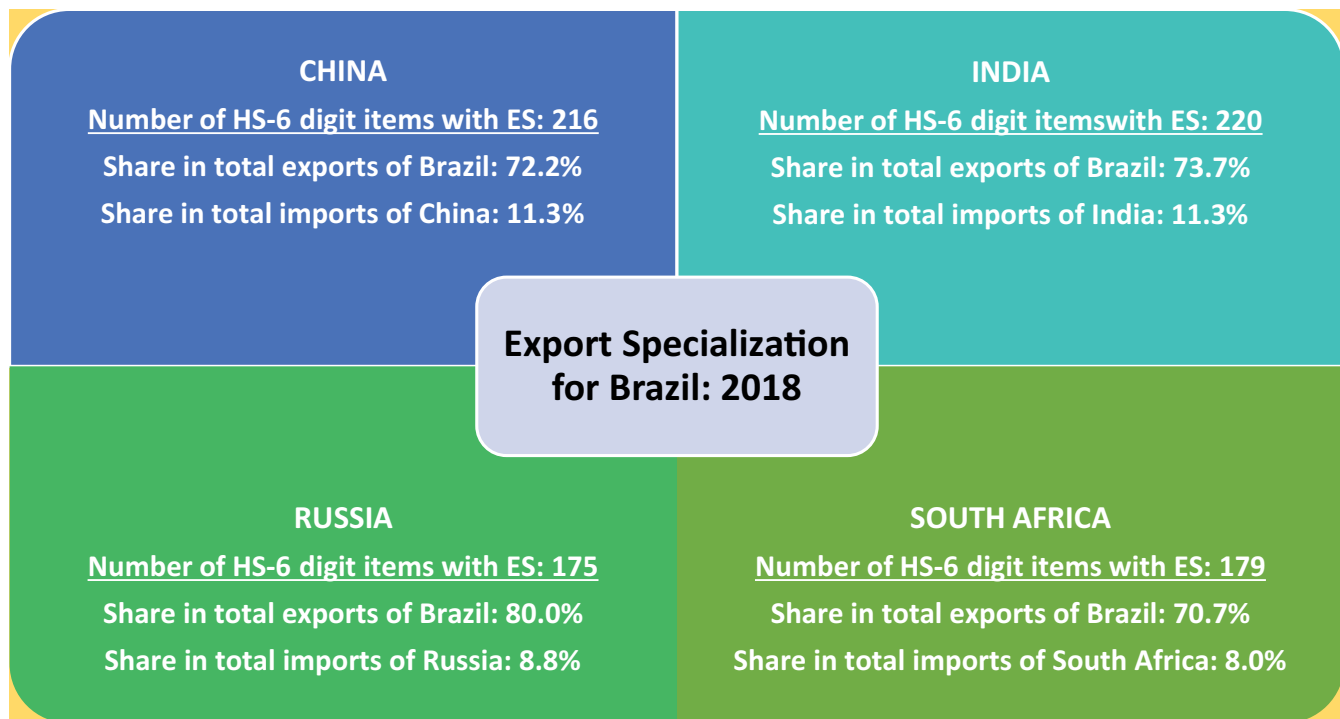 CHINA
Number of HS-6 digit items with ES: 216
Share in total exports of Brazil: 72.2%
Share in total imports of China: 11.3%
INDIA
Number of HS-6 digit itemswith ES: 220
Share in total exports of Brazil: 73.7%
Share in total imports of India: 11.3%
Export Specialization
for Brazil: 2018
RUSSIA
Number of HS-6 digit items with ES: 175
Share in total exports of Brazil: 80.0%
Share in total imports of Russia: 8.8%
SOUTH AFRICA
Number of HS-6 digit items with ES: 179
Share in total exports of Brazil: 70.7%
Share in total imports of South Africa: 8.0%